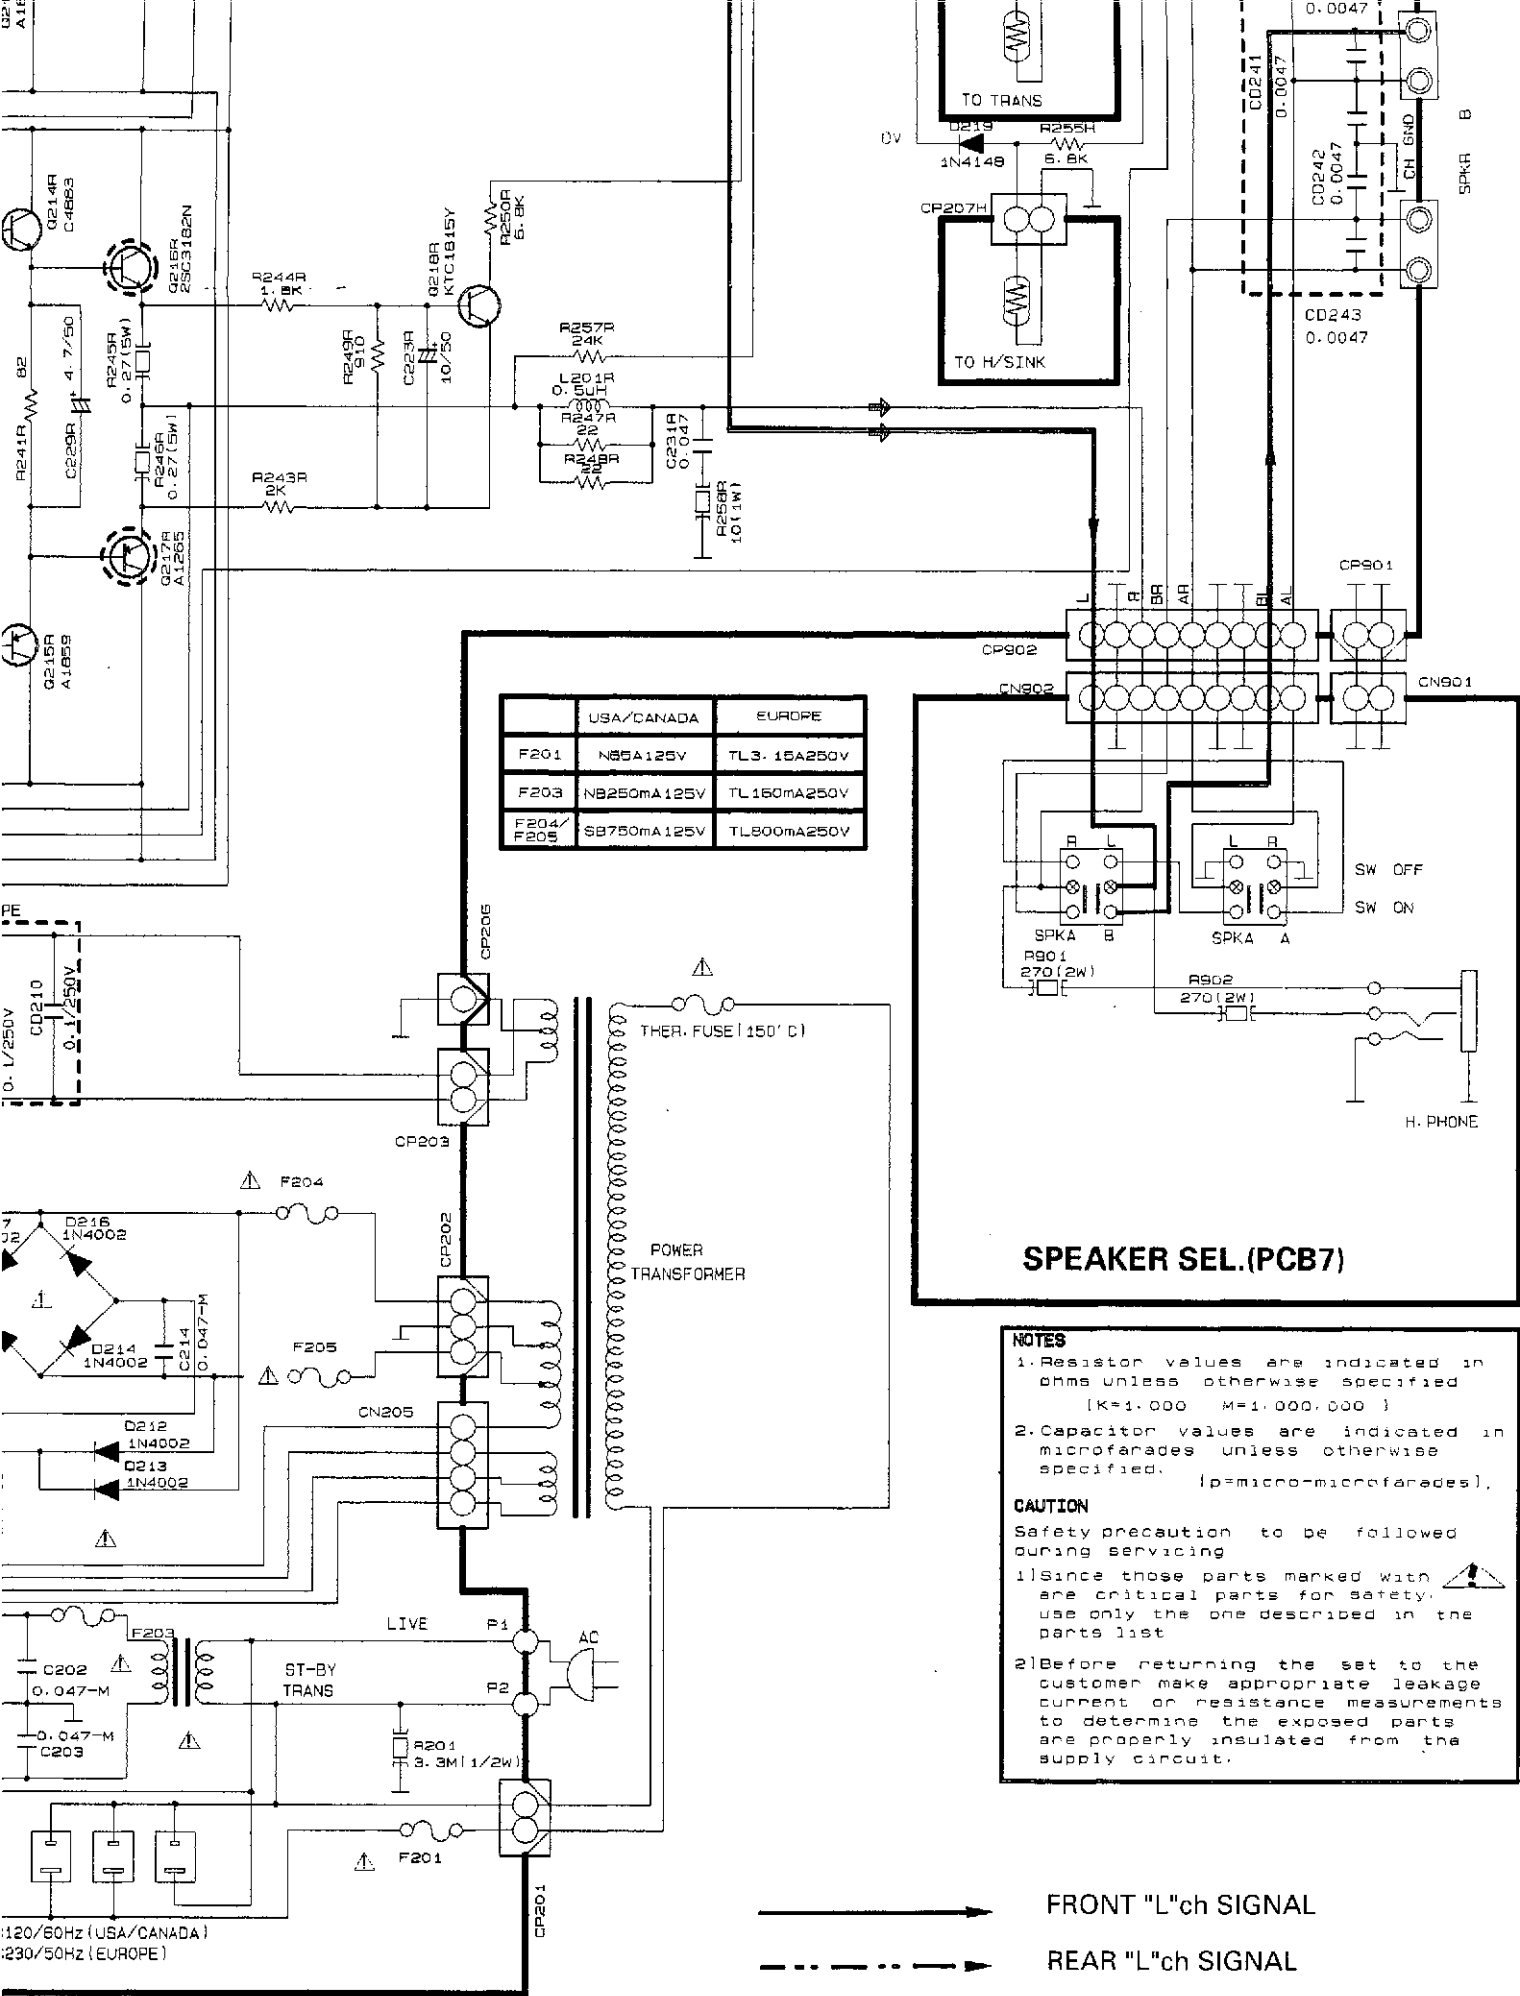 0.0047
CD241
0.0047
TO TRANS
0V
D219
1N4148
R255H
6.8K
CD242
0.0047
CH GND
SPKR B
CP207H
TO H/SINK
CD243
0.0047
Q214R
C4883
Q216R
2SC3182N
R244R
1.8K
Q218R
KTC1815Y
R250R
6.8K
R249R
910
C223R
10/50
R257R
24K
L201R
0.5uH
R247R
22
R248R
22
C231R
0.047
R258R
10(1W)
82
R241R
C229R
4.7/50
R245R
0.27(5W)
R246R
0.27(5W)
R243R
2K
Q217R
A1265
Q215R
A1859
L
R
BR
AR
BL
AL
CP901
CP902
CN902
CN901
USA/CANADA EUROPE
F201 NB5A125V TL3.15A250V
F203 NB250mA125V TL160mA250V
F204/F205 SB750mA125V TL800mA250V
R L
L R
SW OFF
SW ON
SPKA B
SPKA A
R901
270(2W)
R902
270(2W)
H.PHONE
SPEAKER SEL.(PCB7)
PE
CD210
0.1/250V
0.1/250V
CP206
CP203
THER.FUSE(150'C)
F204
D216
1N4002
CP202
POWER
TRANSFORMER
D214
1N4002
C214
0.047-M
F205
CN205
D212
1N4002
D213
1N4002
F203
LIVE
P1
AC
ST-BY
TRANS
P2
C202
0.047-M
0.047-M
C203
R201
3.3M(1/2W)
F201
CP201
:120/60Hz(USA/CANADA)
:230/50Hz(EUROPE)
NOTES
1.Resistor values are indicated in
ohms unless otherwise specified
(K=1.000 M=1.000.000 )
2.Capacitor values are indicated in
microfarades unless otherwise
specified.
(p=micro-microfarades).
CAUTION
Safety precaution to be followed
during servicing
1)Since those parts marked with
are critical parts for safety.
use only the one described in the
parts list
2)Before returning the set to the
customer make appropriate leakage
current or resistance measurements
to determine the exposed parts
are properly insulated from the
supply circuit.
FRONT "L"ch SIGNAL
REAR "L"ch SIGNAL